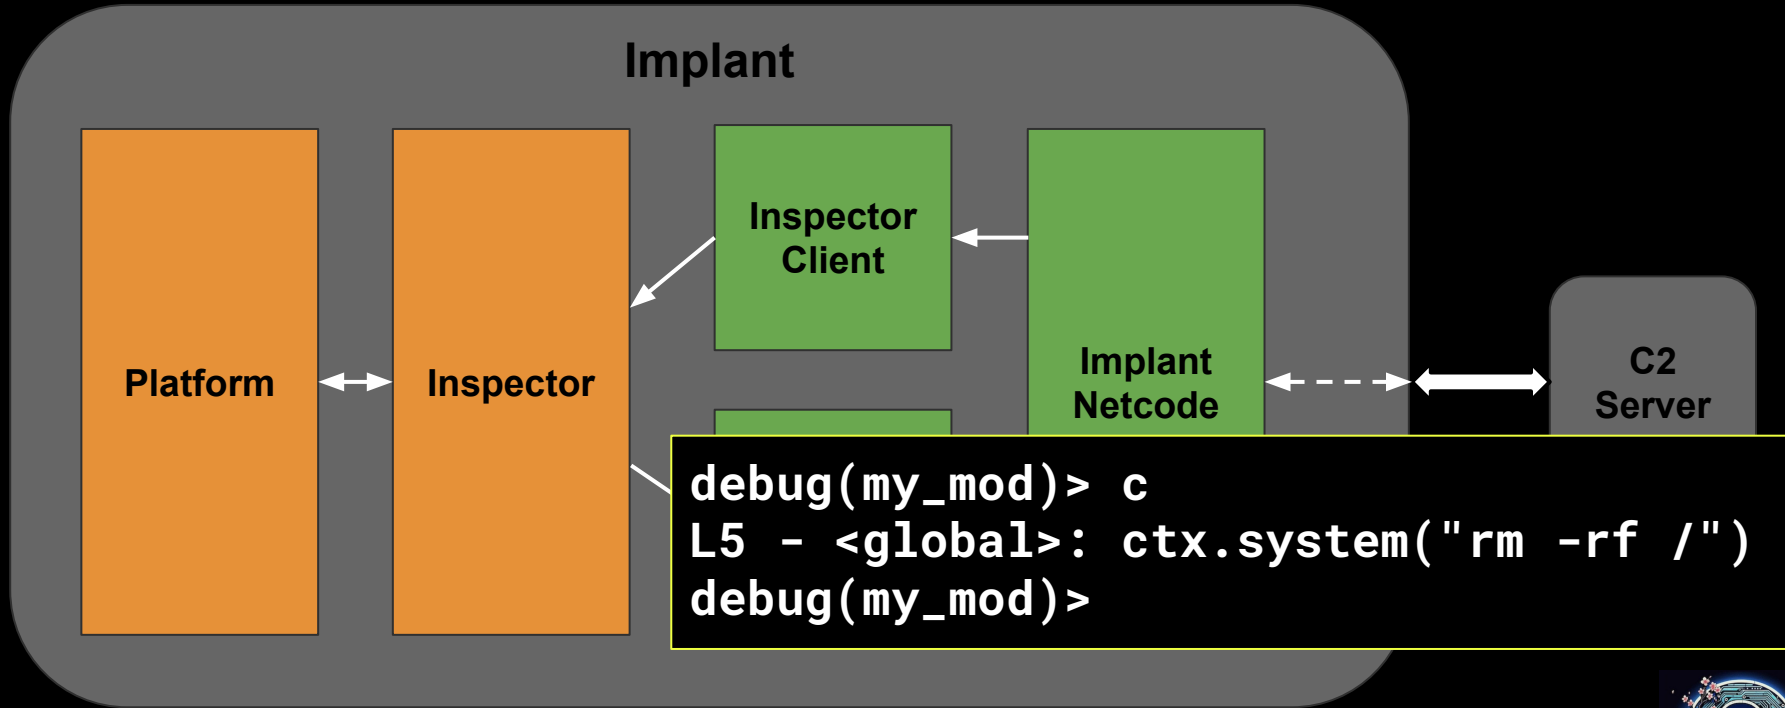 Implant
Platform
Inspector
Inspector
Client
Implant
Netcode
C2
Server
debug(my_mod)> c
L5 - <global>: ctx.system("rm -rf /")
debug(my_mod)>